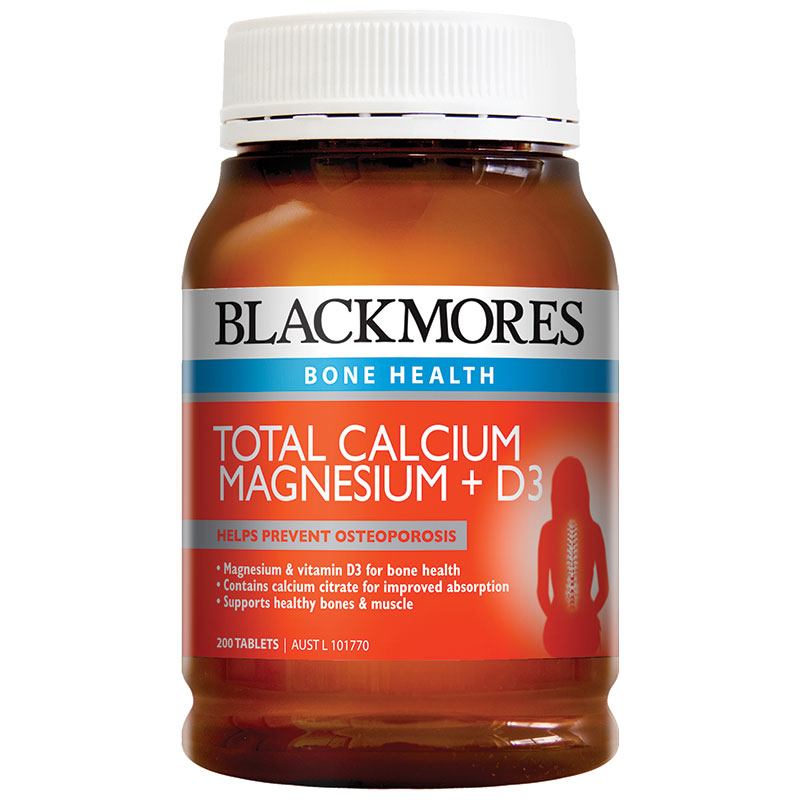 BLACKMORES
BONE HEALTH
TOTAL CALCIUM
MAGNESIUM + D3
HELPS PREVENT OSTEOPOROSIS
• Magnesium & vitamin D3 for bone health
• Contains calcium citrate for improved absorption
• Supports healthy bones & muscle
200 TABLETS | AUST L 101770